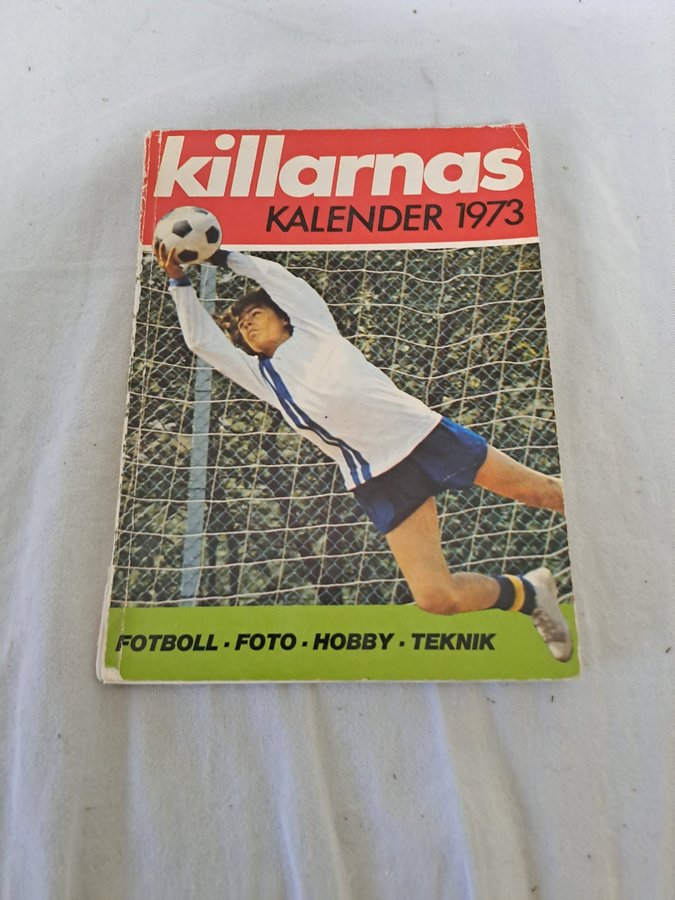 killarnas
KALENDER 1973
FOTBOLL · FOTO · HOBBY · TEKNIK